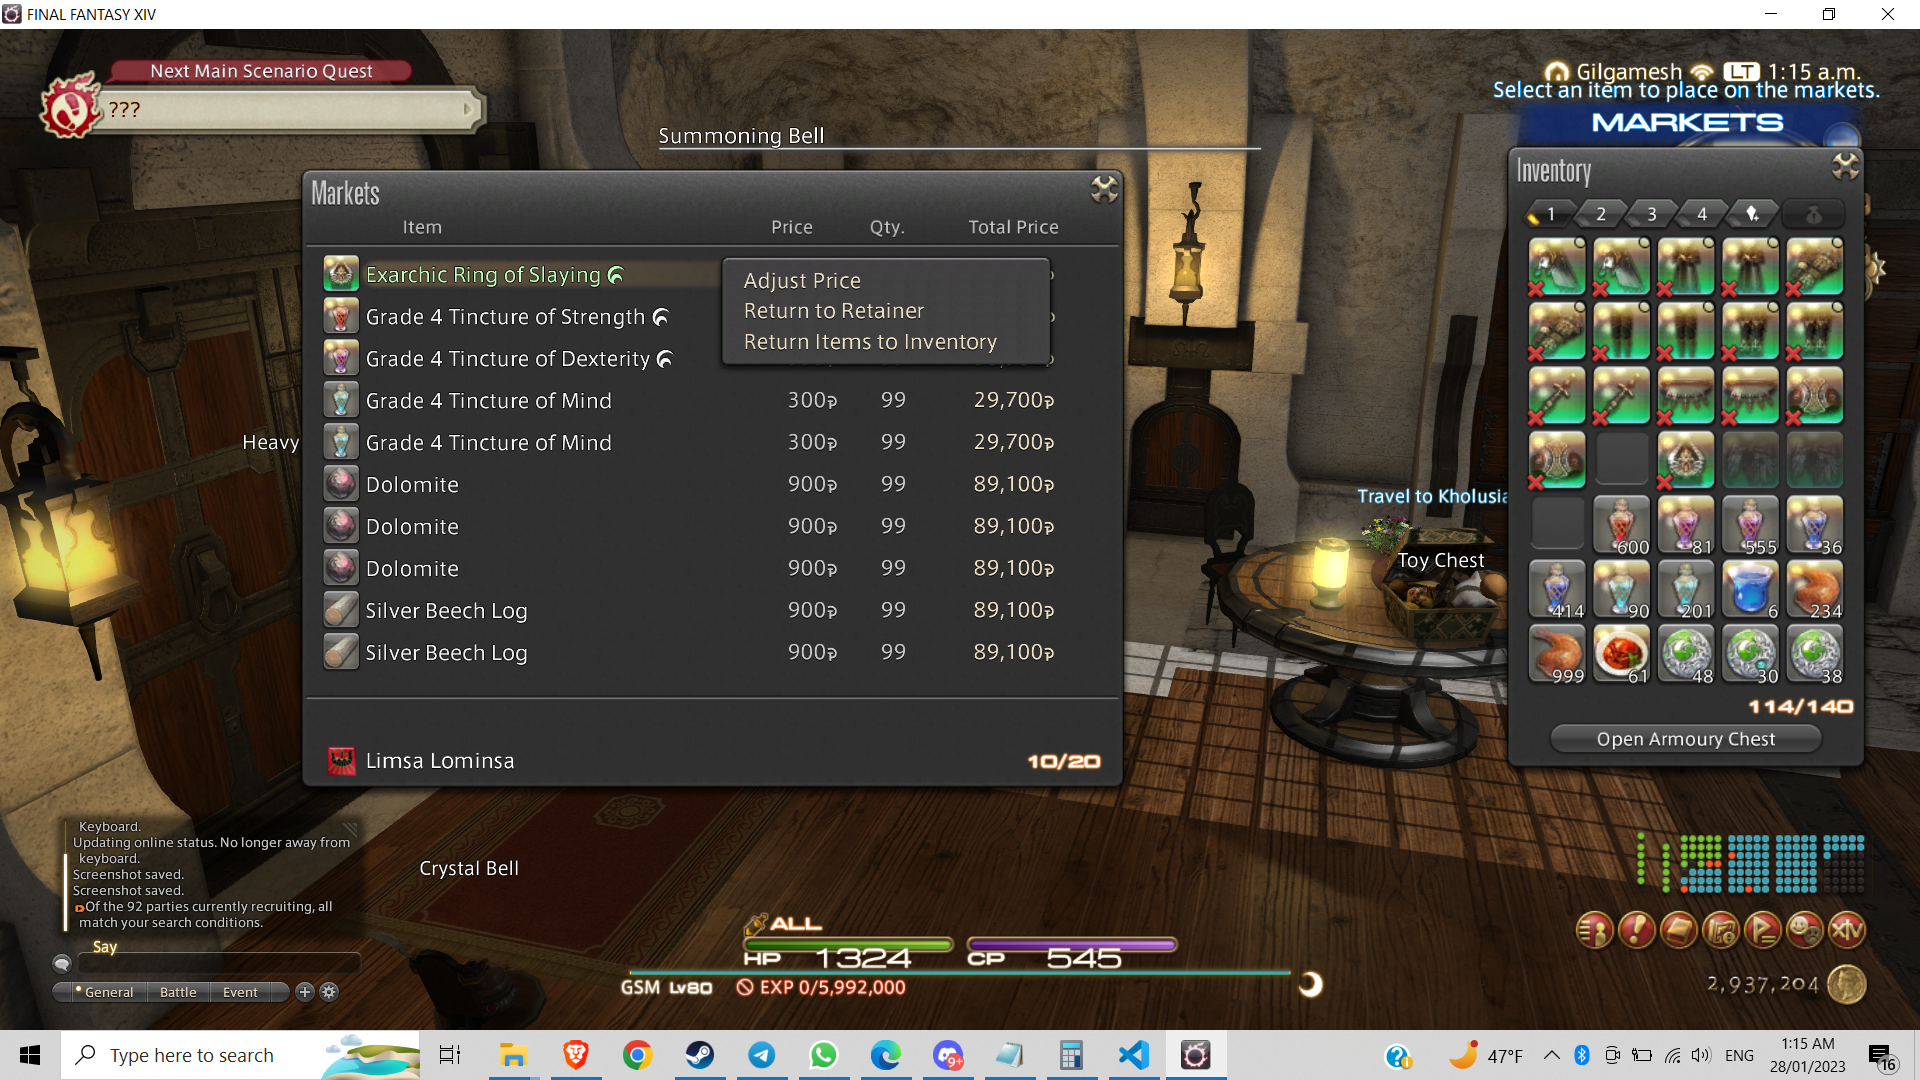 FINAL FANTASY XIV
Next Main Scenario Quest
???
Gilgamesh LT 1:15 a.m.
Select an item to place on the markets.
MARKETS
Summoning Bell
Markets
Item Price Qty. Total Price
Exarchic Ring of Slaying
Grade 4 Tincture of Strength
Grade 4 Tincture of Dexterity
Grade 4 Tincture of Mind 300 99 29,700
Grade 4 Tincture of Mind 300 99 29,700
Dolomite 900 99 89,100
Dolomite 900 99 89,100
Dolomite 900 99 89,100
Silver Beech Log 900 99 89,100
Silver Beech Log 900 99 89,100
Limsa Lominsa 10/20
Adjust Price
Return to Retainer
Return Items to Inventory
Heavy
Travel to Kholusia
Toy Chest
Crystal Bell
Inventory
1 2 3 4
600 81 555 36
414 90 201 6 234
999 61 48 30 38
114/140
Open Armoury Chest
Keyboard.
Updating online status. No longer away from
keyboard.
Screenshot saved.
Screenshot saved.
Of the 92 parties currently recruiting, all
match your search conditions.
Say
General Battle Event
ALL
HP 1324 CP 545
GSM Lv80 EXP 0/5,992,000
2,937,204
Type here to search
9+
47°F
ENG
1:15 AM
28/01/2023
16